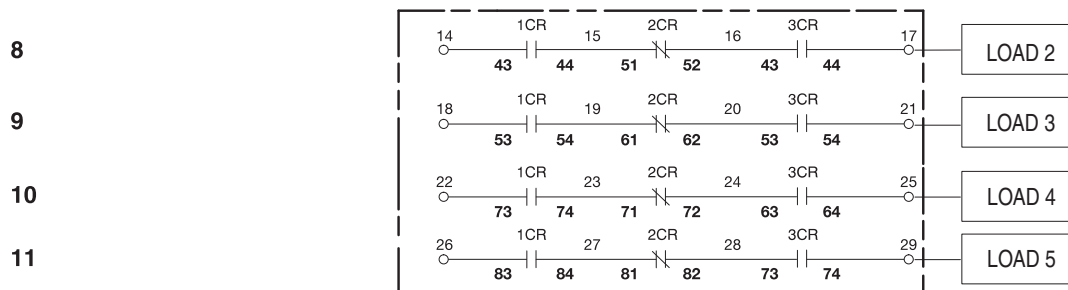 1CR 2CR 3CR
8 14 15 16 17 LOAD 2
43 44 51 52 43 44
1CR 2CR 3CR
9 18 19 20 21 LOAD 3
53 54 61 62 53 54
1CR 2CR 3CR
10 22 23 24 25 LOAD 4
73 74 71 72 63 64
1CR 2CR 3CR
11 26 27 28 29 LOAD 5
83 84 81 82 73 74